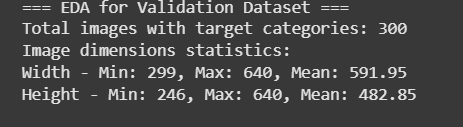 === EDA for Validation Dataset ===
Total images with target categories: 300
Image dimensions statistics:
Width - Min: 299, Max: 640, Mean: 591.95
Height - Min: 246, Max: 640, Mean: 482.85